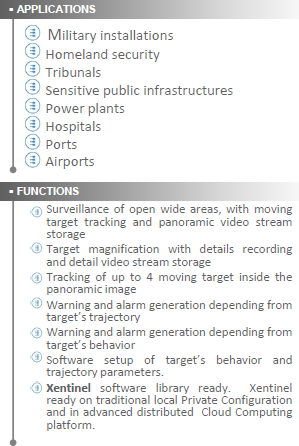 APPLICATIONS
Military installations
Homeland security
Tribunals
Sensitive public infrastructures
Power plants
Hospitals
Ports
Airports
FUNCTIONS
Surveillance of open wide areas, with moving
target tracking and panoramic video stream
storage
Target magnification with details recording
and detail video stream storage
Tracking of up to 4 moving target inside the
panoramic image
Warning and alarm generation depending from
target's trajectory
Warning and alarm generation depending from
target's behavior
Software setup of target's behavior and
trajectory parameters.
Xentinel software library ready. Xentinel
ready on traditional local Private Configuration
and in advanced distributed Cloud Computing
platform.